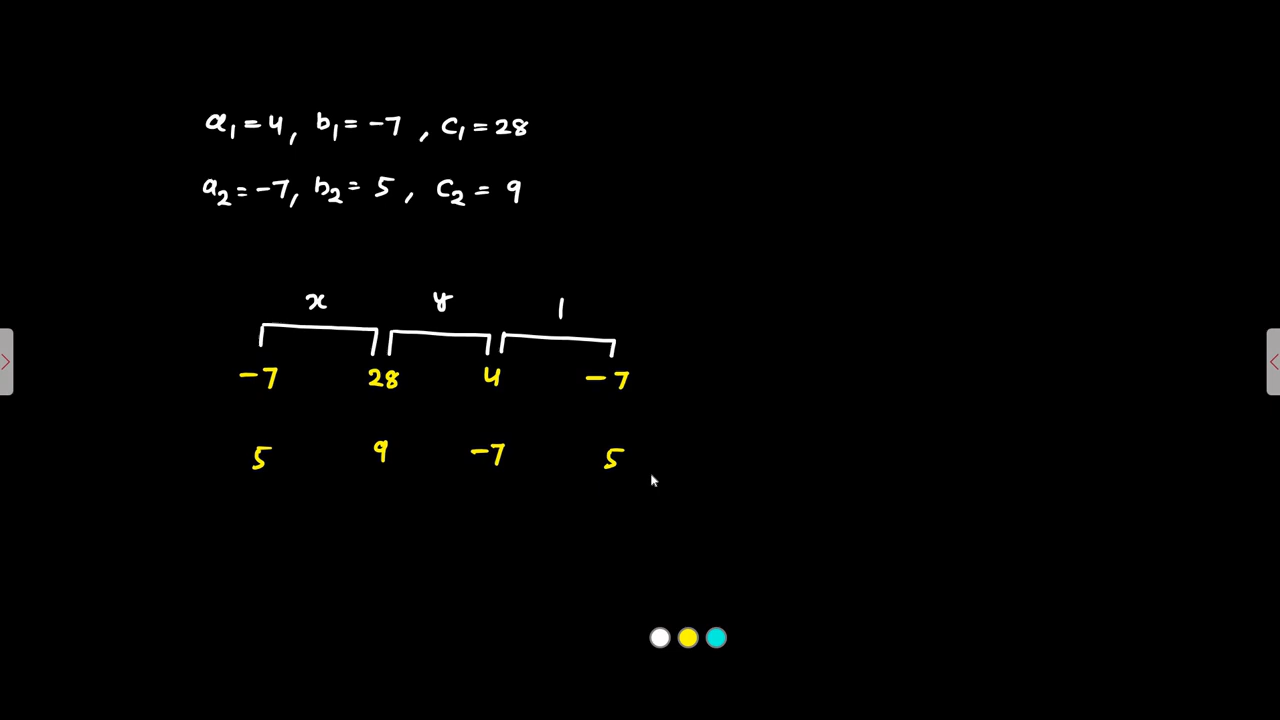 a₁ = 4, b₁ = -7, c₁ = 28
a₂ = -7, b₂ = 5, c₂ = 9
x y 1
-7 28 4 -7
5 9 -7 5